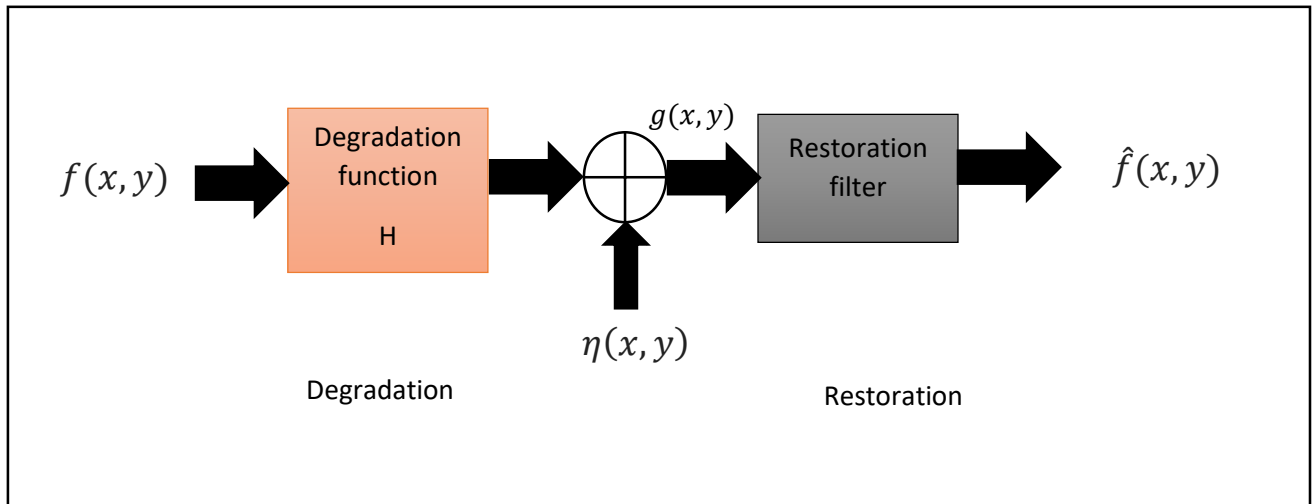 f(x, y)
Degradation
function
H
g(x, y)
η(x, y)
Restoration
filter
f̂(x, y)
Degradation
Restoration